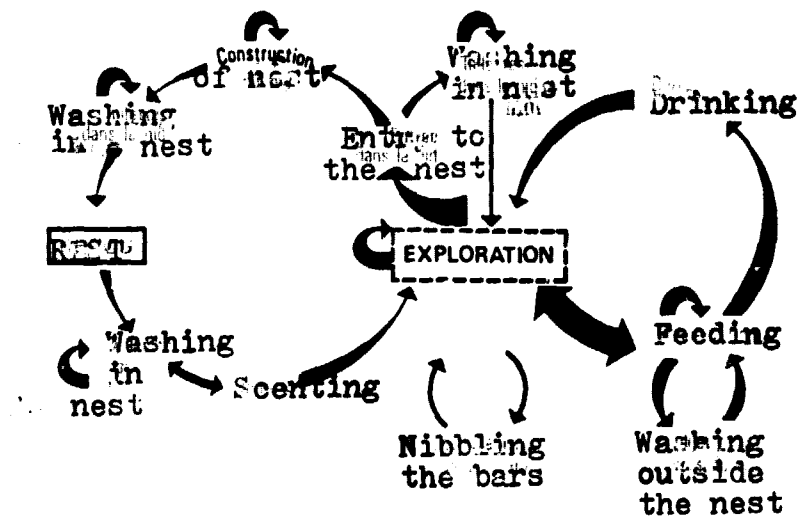 Construction
of nest
Washing
in nest
Drinking
Washing
in nest
Entry to
the nest
REST
EXPLORATION
Washing
in
nest
Scenting
Feeding
Nibbling
the bars
Washing
outside
the nest